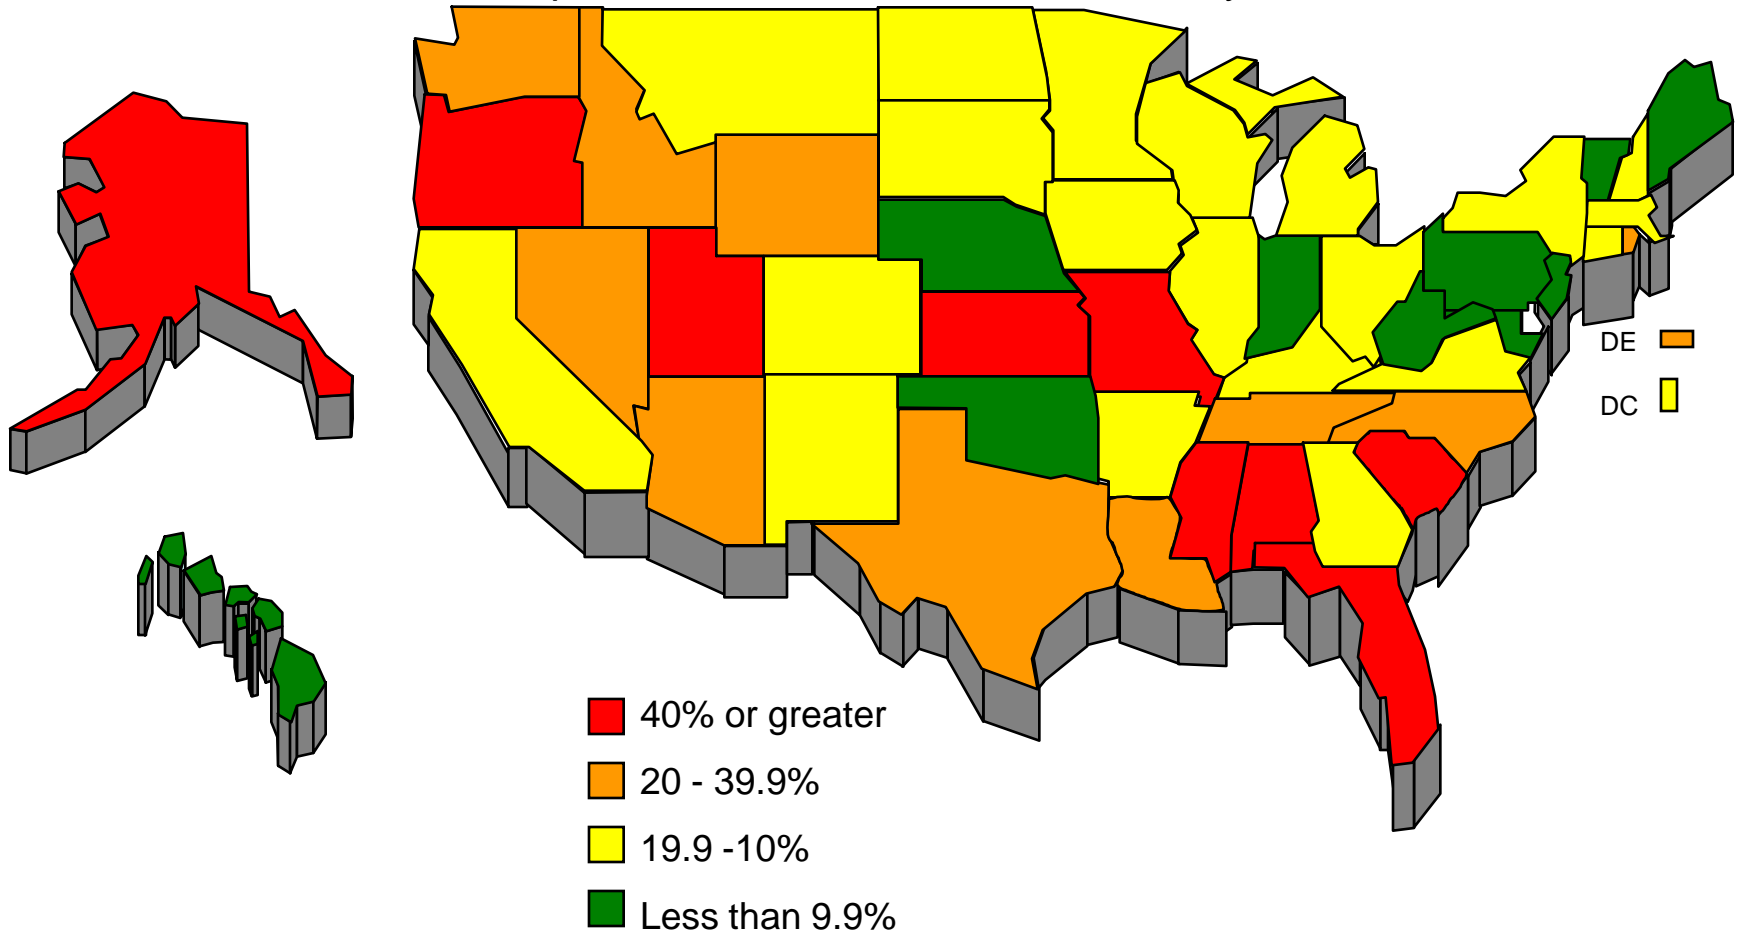 DE
DC
40% or greater
20 - 39.9%
19.9 -10%
Less than 9.9%